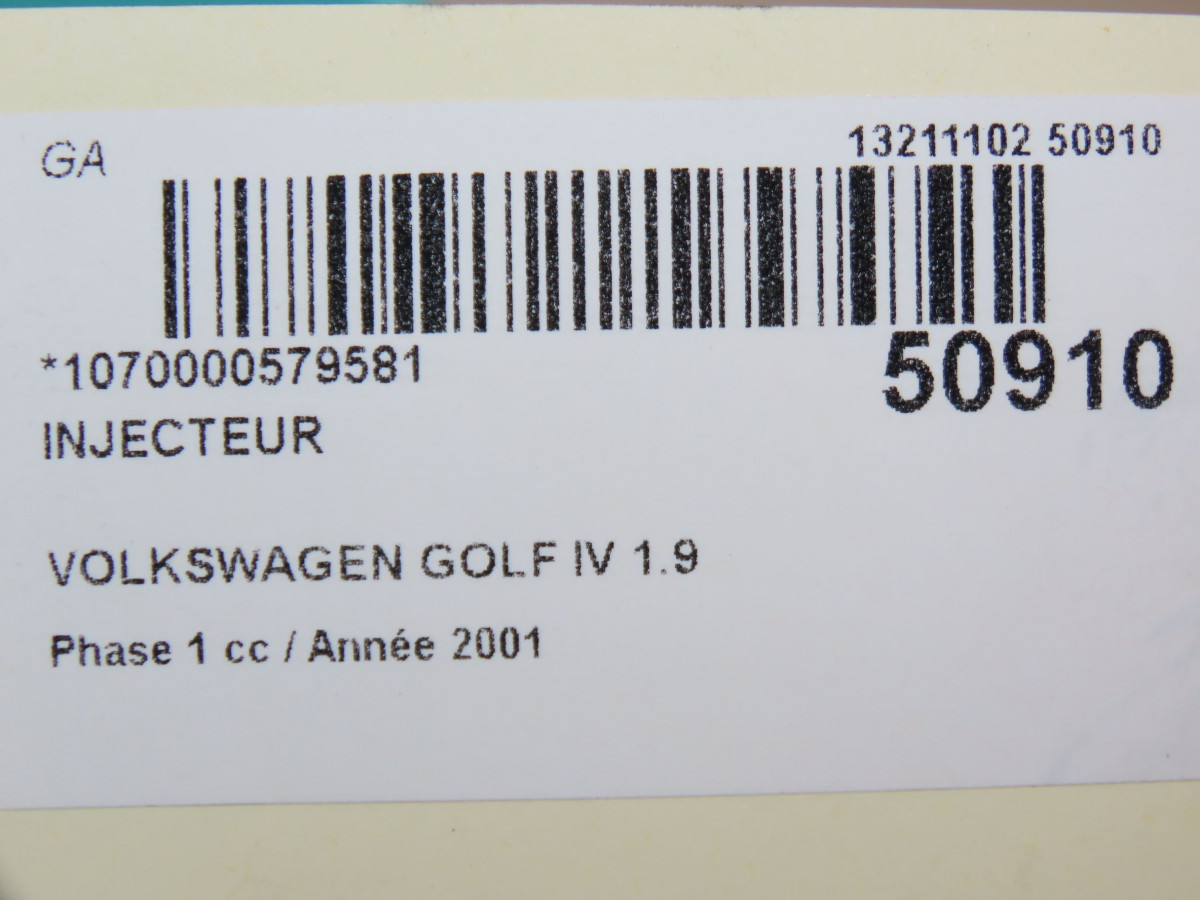 GA
13211102 50910
*1070000579581
50910
INJECTEUR
VOLKSWAGEN GOLF IV 1.9
Phase 1 cc / Année 2001